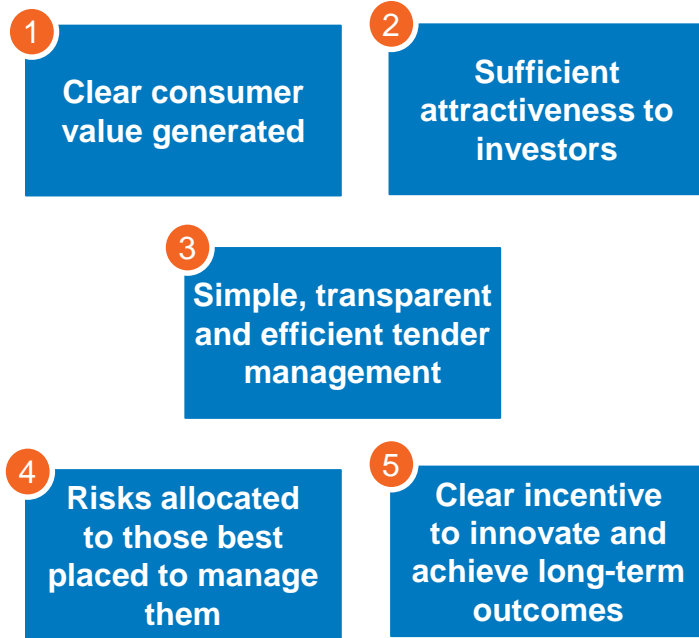 1
Clear consumer
value generated
2
Sufficient
attractiveness to
investors
3
Simple, transparent
and efficient tender
management
4
Risks allocated
to those best
placed to manage
them
5
Clear incentive
to innovate and
achieve long-term
outcomes